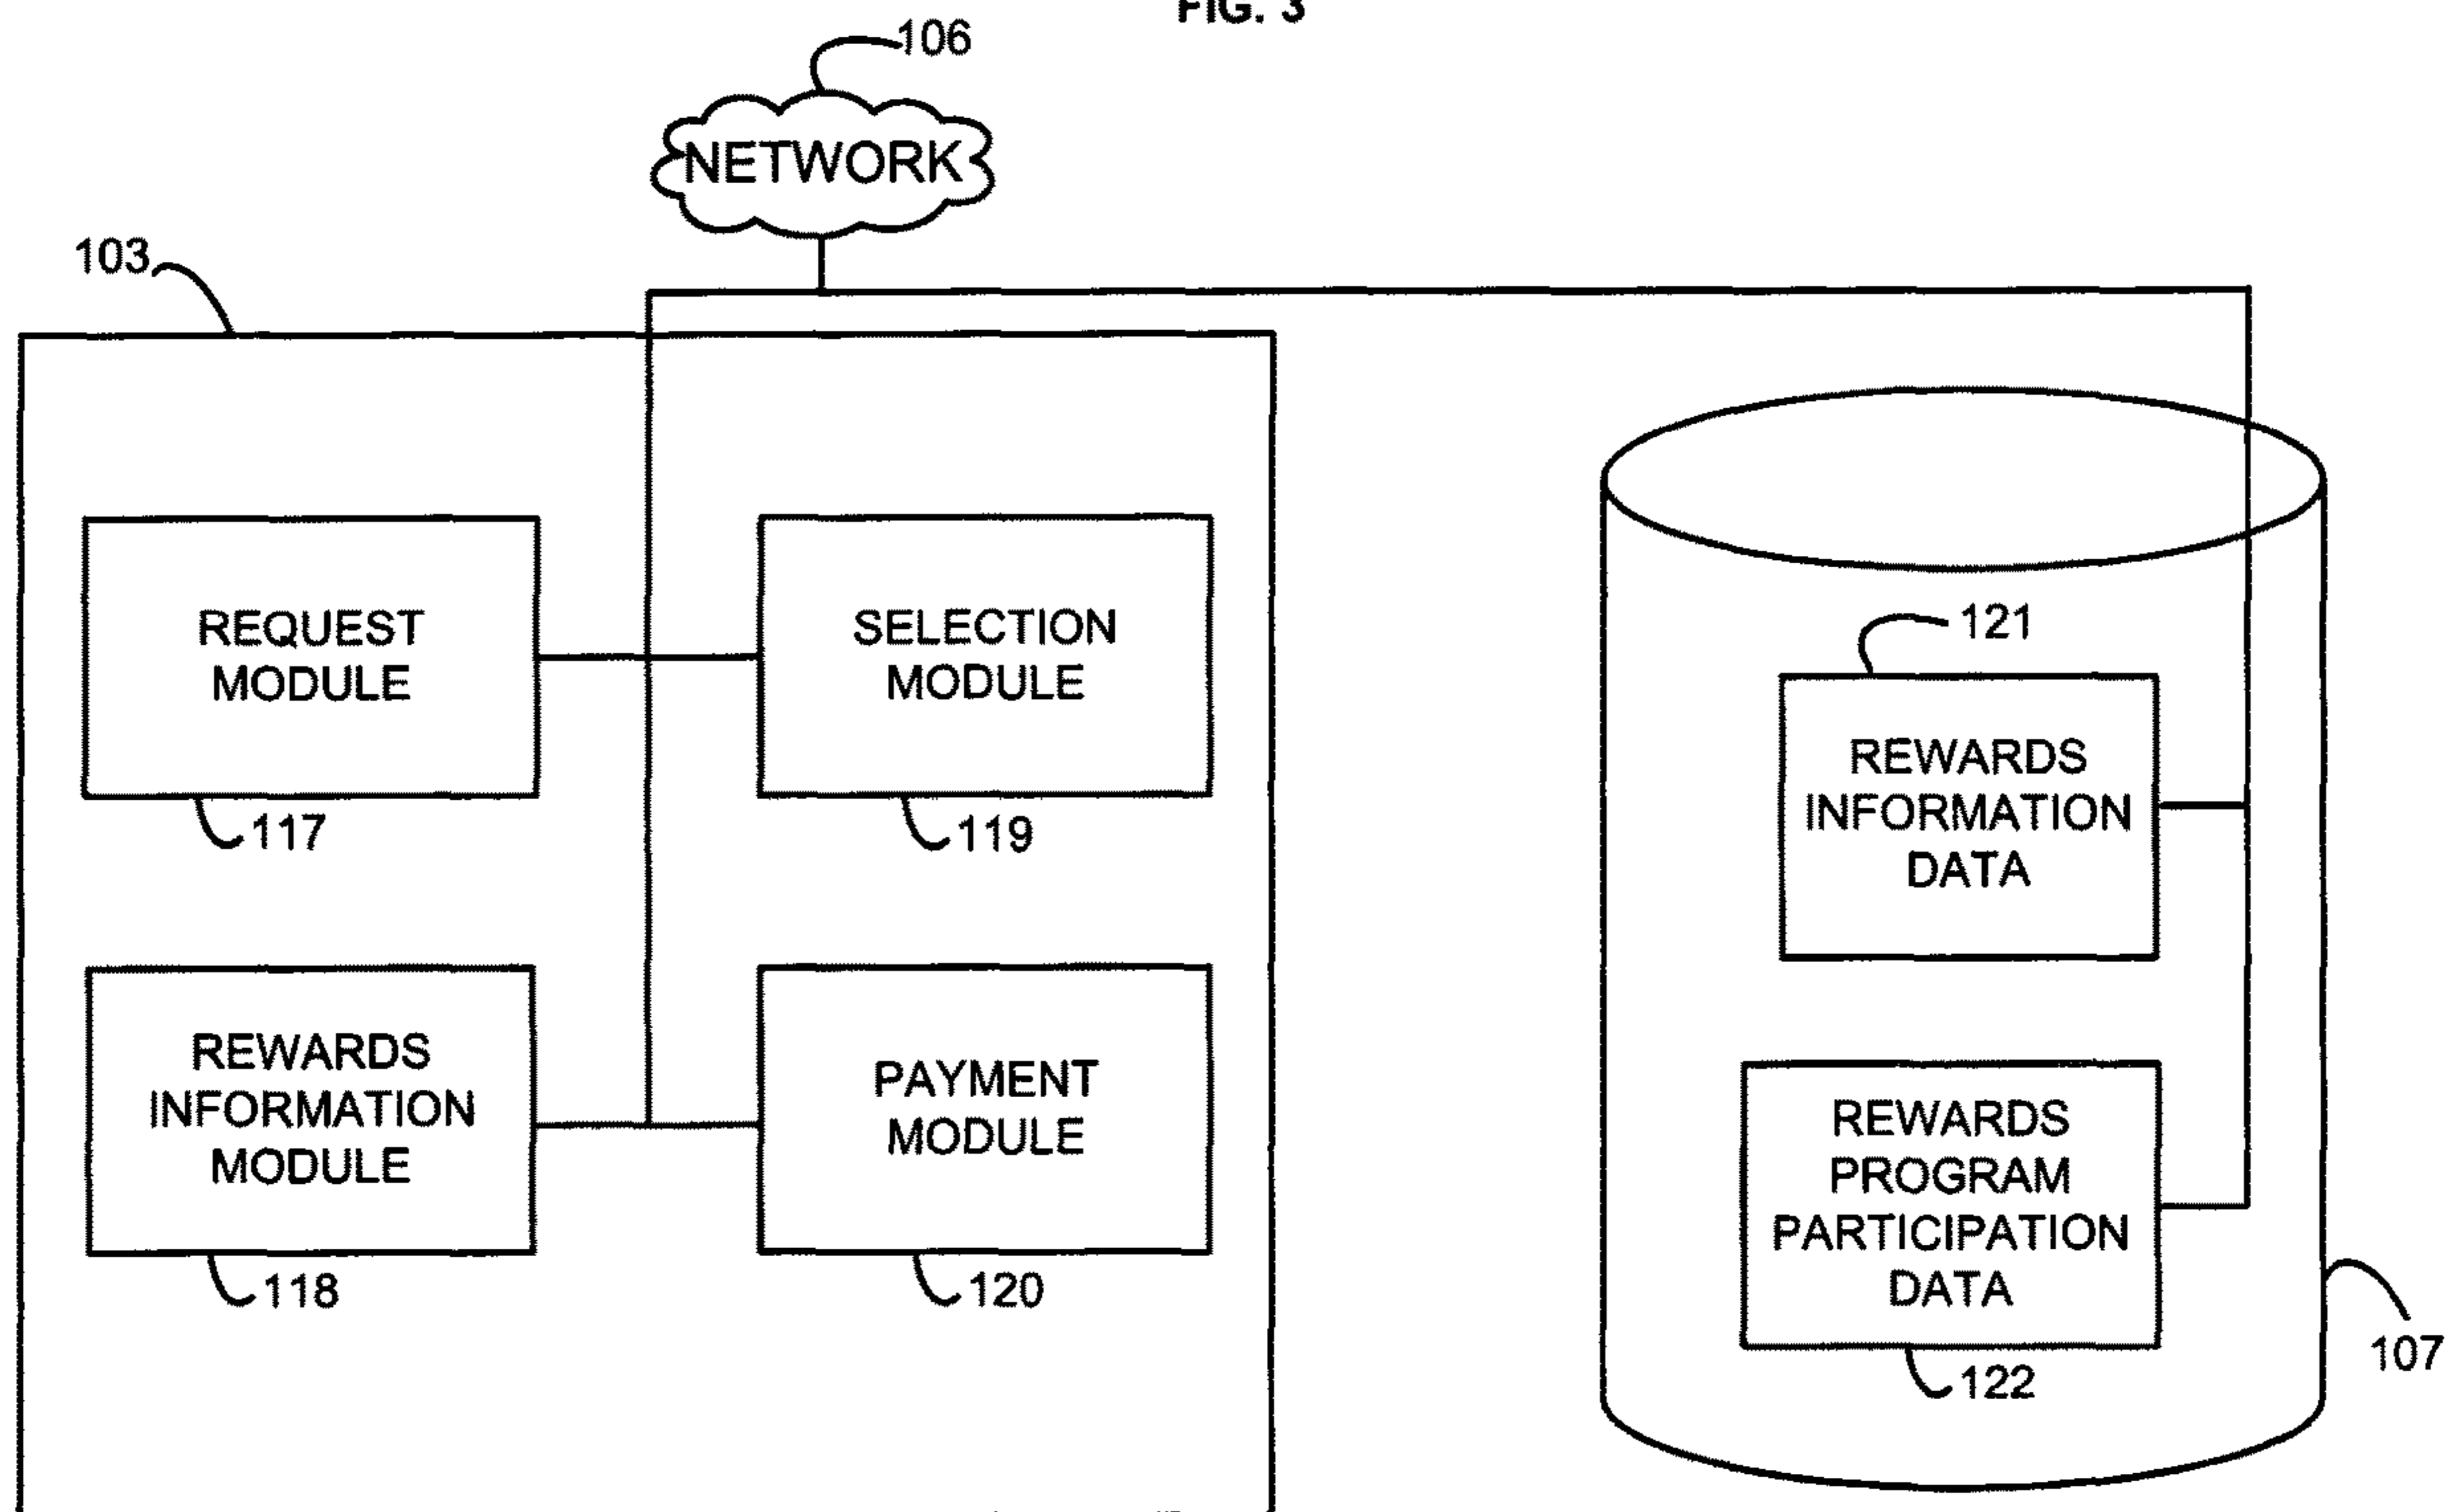 FIG. 3
106
NETWORK
103
REQUEST
MODULE
117
SELECTION
MODULE
119
REWARDS
INFORMATION
MODULE
118
PAYMENT
MODULE
120
121
REWARDS
INFORMATION
DATA
REWARDS
PROGRAM
PARTICIPATION
DATA
122
107